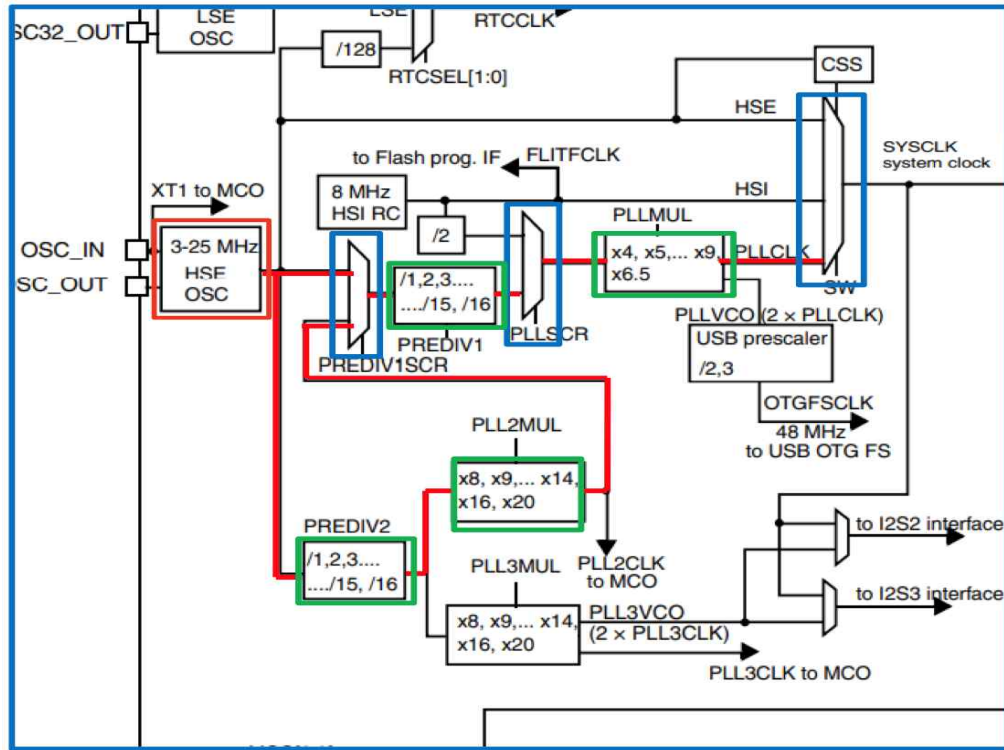 SC32_OUT
LSE
OSC
LSE
RTCCLK
/128
RTCSEL[1:0]
CSS
HSE
SYSCLK
system clock
to Flash prog. IF
FLITFCLK
XT1 to MCO
8 MHz
HSI RC
HSI
/2
PLLMUL
OSC_IN
SC_OUT
3-25 MHz
HSE
OSC
/1,2,3....
..../15, /16
x4, x5,... x9,
x6.5
PLLCLK
SW
PLLSCR
PREDIV1
PREDIV1SCR
PLLVCO (2 × PLLCLK)
USB prescaler
/2,3
OTGFSCLK
48 MHz
to USB OTG FS
PLL2MUL
x8, x9,... x14,
x16, x20
PREDIV2
/1,2,3....
..../15, /16
PLL2CLK
to MCO
to I2S2 interface
PLL3MUL
x8, x9,... x14,
x16, x20
PLL3VCO
(2 × PLL3CLK)
to I2S3 interface
PLL3CLK to MCO